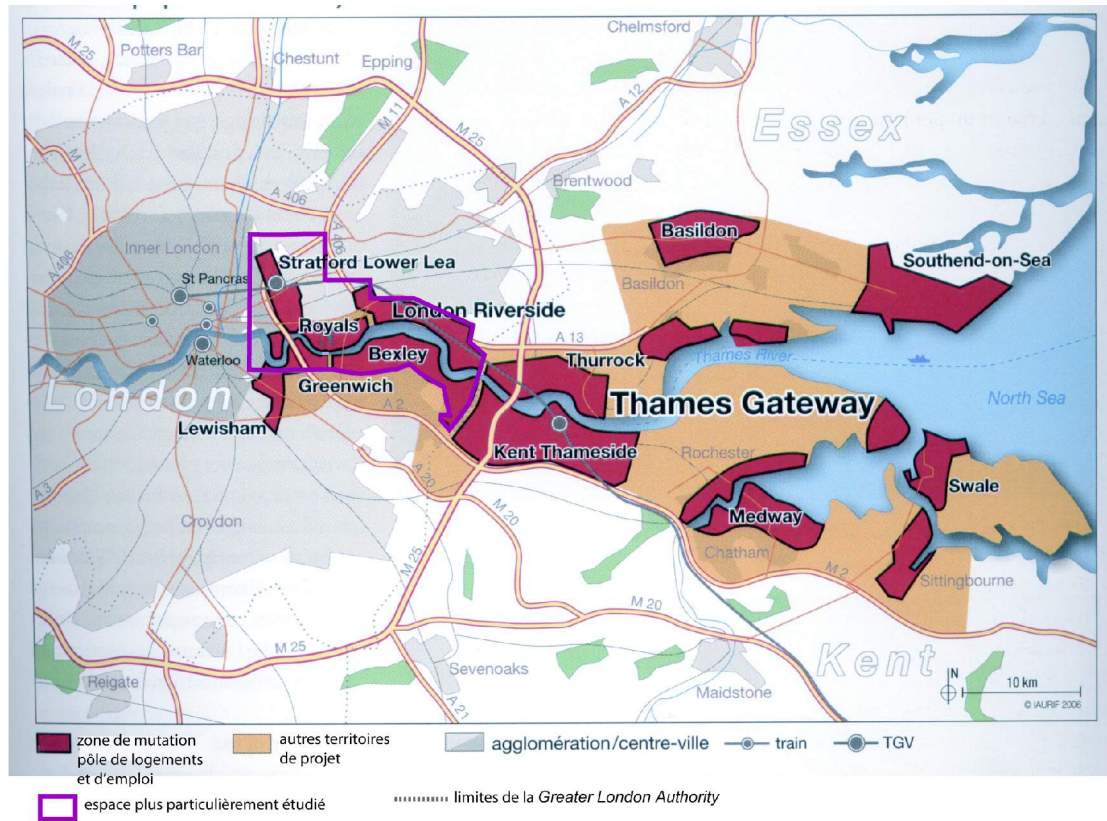 Chelmsford
M 25
Potters Bar
Chestunt
Epping
M 11
A 12
M 25
Essex
M 1
A 406
Brentwood
A 406
Inner London
A 406
Basildon
St Pancras
Stratford Lower Lea
Southend-on-Sea
Basildon
London Riverside
Royals
A 13
Thurrock
Thames River
Waterloo
Bexley
London
Greenwich
A 2
Thames Gateway
North Sea
Lewisham
Kent Thameside
Rochester
A 20
Swale
A 3
Medway
Croydon
M 20
Chatham
M 2
Sittingbourne
M 25
M 20
M 25
Kent
Sevenoaks
Reigate
Maidstone
A 21
N
10 km
© IAURIF 2006
zone de mutation
pôle de logements
et d'emploi
autres territoires
de projet
agglomération/centre-ville
train
TGV
espace plus particulièrement étudié
limites de la Greater London Authority